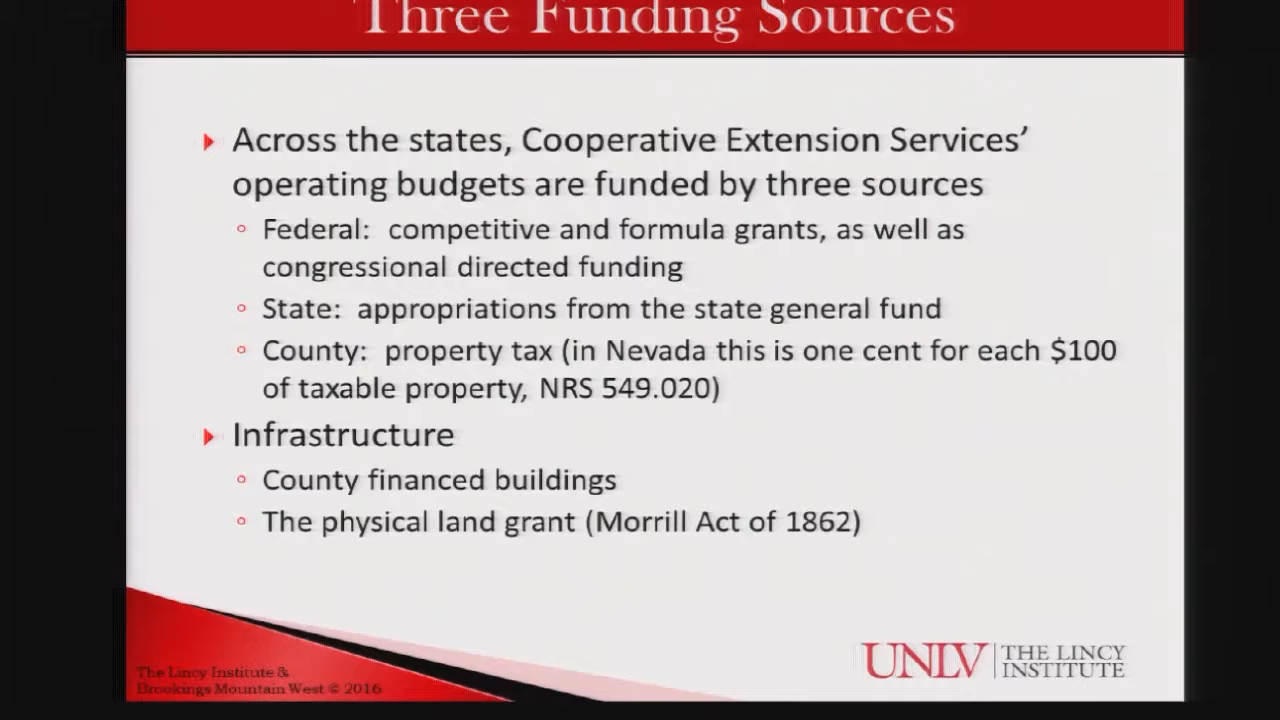 Three Funding Sources
Across the states, Cooperative Extension Services’
operating budgets are funded by three sources
Federal: competitive and formula grants, as well as
congressional directed funding
State: appropriations from the state general fund
County: property tax (in Nevada this is one cent for each $100
of taxable property, NRS 549.020)
Infrastructure
County financed buildings
The physical land grant (Morrill Act of 1862)
The Lincy Institute &
Brookings Mountain West © 2016
UNLV THE LINCY
INSTITUTE